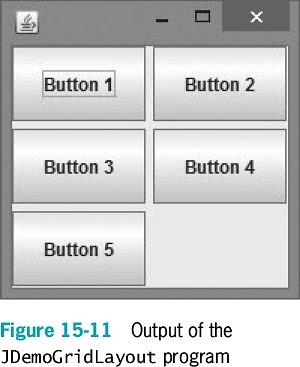 Button 1 Button 2
Button 3 Button 4
Button 5
Figure 15-11 Output of the
JDemoGridLayout program